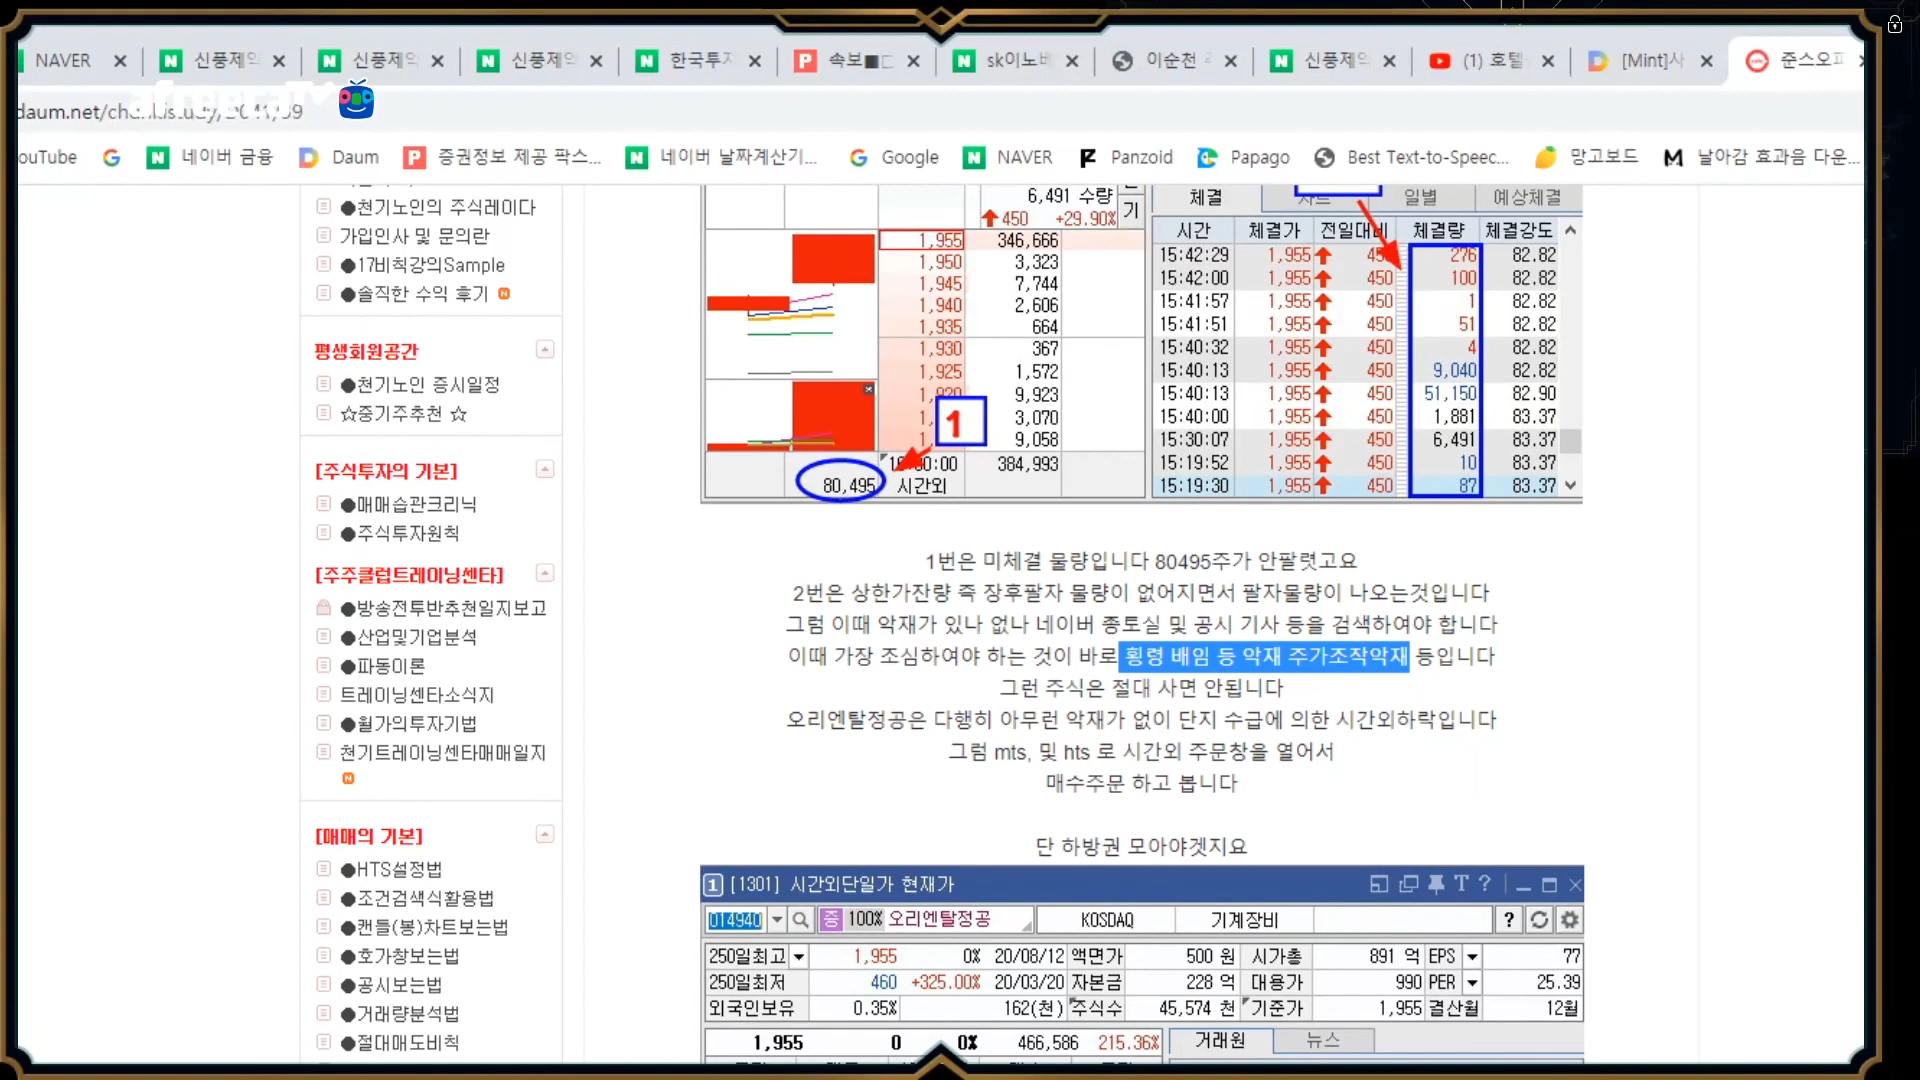 NAVER
신풍제
신풍제
신풍제
한국투
속보■□
sk이노
이순천
신풍제
(1) 호텔
[Mint]사
준스오
afreecaTV
daum.net/
ouTube
네이버 금융
Daum
증권정보 제공 팍스...
네이버 날짜계산기...
Google
NAVER
Panzoid
Papago
Best Text-to-Speec...
망고보드
날아감 효과음 다운...
●천기노인의 주식레이다
가입인사 및 문의란
●17비칙강의Sample
●솔직한 수익 후기 N
평생회원공간
●천기노인 증시일정
☆중기주추천 ☆
[주식투자의 기본]
●매매습관크리닉
●주식투자원칙
[주주클럽트레이닝센타]
●방송전투반추천일지보고
●산업및기업분석
●파동이론
트레이닝센타소식지
●월가의투자기법
천기트레이닝센타매매일지
N
[매매의 기본]
●HTS설정법
●조건검색식활용법
●캔들(봉)차트보는법
●호가창보는법
●공시보는법
●거래량분석법
●절대매도비칙
6,491 수량
450 +29.90% 기
1,955 346,666
1,950 3,323
1,945 7,744
1,940 2,606
1,935 664
1,930 367
1,925 1,572
1,920 9,923
3,070
9,058
1
:00 384,993
80,495 시간외
체결 차트 일별 예상체결
시간 체결가 전일대비 체결량 체결강도
15:42:29 1,955 450 276 82.82
15:42:00 1,955 450 100 82.82
15:41:57 1,955 450 1 82.82
15:41:51 1,955 450 51 82.82
15:40:32 1,955 450 4 82.82
15:40:13 1,955 450 9,040 82.82
15:40:13 1,955 450 51,150 82.90
15:40:00 1,955 450 1,881 83.37
15:30:07 1,955 450 6,491 83.37
15:19:52 1,955 450 10 83.37
15:19:30 1,955 450 87 83.37
1번은 미체결 물량입니다 80495주가 안팔렷고요
2번은 상한가잔량 즉 장후팔자 물량이 없어지면서 팔자물량이 나오는것입니다
그럼 이때 악재가 있나 없나 네이버 종토실 및 공시 기사 등을 검색하여야 합니다
이때 가장 조심하여야 하는 것이 바로 횡령 배임 등 악재 주가조작악재 등입니다
그런 주식은 절대 사면 안됩니다
오리엔탈정공은 다행히 아무런 악재가 없이 단지 수급에 의한 시간외하락입니다
그럼 mts, 및 hts 로 시간외 주문창을 열어서
매수주문 하고 봅니다
단 하방권 모아야겟지요
1 [1301] 시간외단일가 현재가
014940 증 100% 오리엔탈정공 KOSDAQ 기계장비
250일최고 1,955 0% 20/08/12 액면가 500 원 시가총 891 억 EPS 77
250일최저 460 +325.00% 20/03/20 자본금 228 억 대용가 990 PER 25.39
외국인보유 0.35% 162(천) 주식수 45,574 천 기준가 1,955 결산월 12월
1,955 0 0% 466,586 215.36% 거래원 뉴스